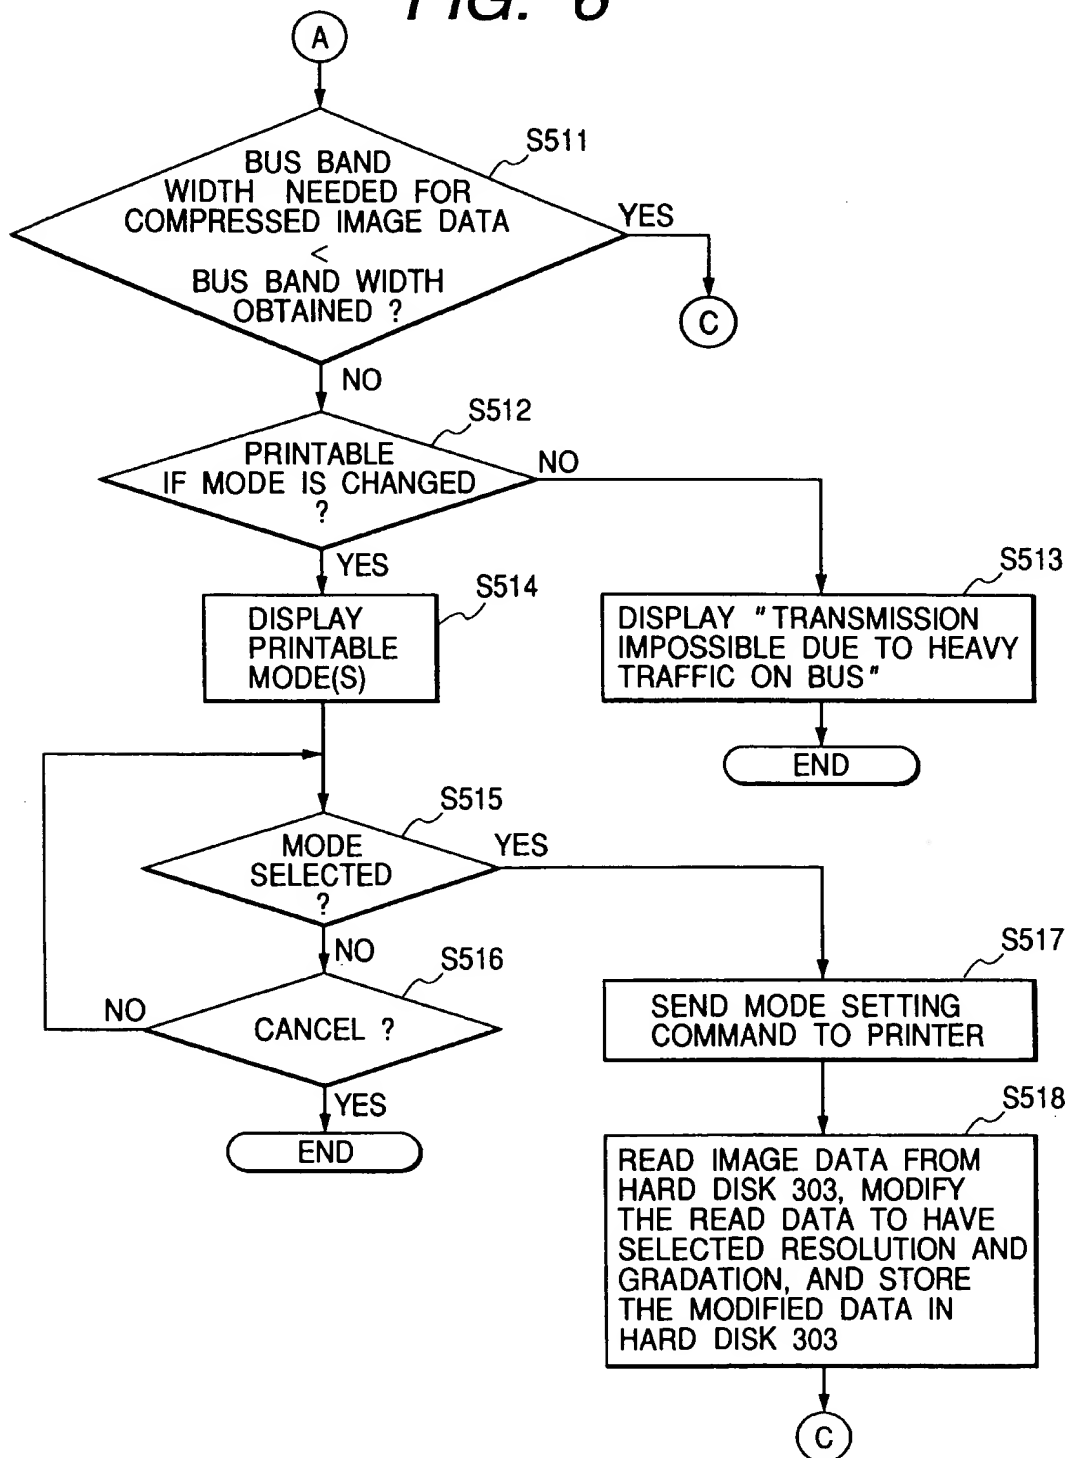 FIG. 6
A
S511
BUS BAND
WIDTH NEEDED FOR
COMPRESSED IMAGE DATA
<
BUS BAND WIDTH
OBTAINED ?
YES
C
NO
S512
PRINTABLE
IF MODE IS CHANGED
?
NO
YES
S513
DISPLAY "TRANSMISSION
IMPOSSIBLE DUE TO HEAVY
TRAFFIC ON BUS"
END
S514
DISPLAY
PRINTABLE
MODE(S)
S515
MODE
SELECTED
?
YES
NO
S516
CANCEL ?
NO
YES
END
S517
SEND MODE SETTING
COMMAND TO PRINTER
S518
READ IMAGE DATA FROM
HARD DISK 303, MODIFY
THE READ DATA TO HAVE
SELECTED RESOLUTION AND
GRADATION, AND STORE
THE MODIFIED DATA IN
HARD DISK 303
C